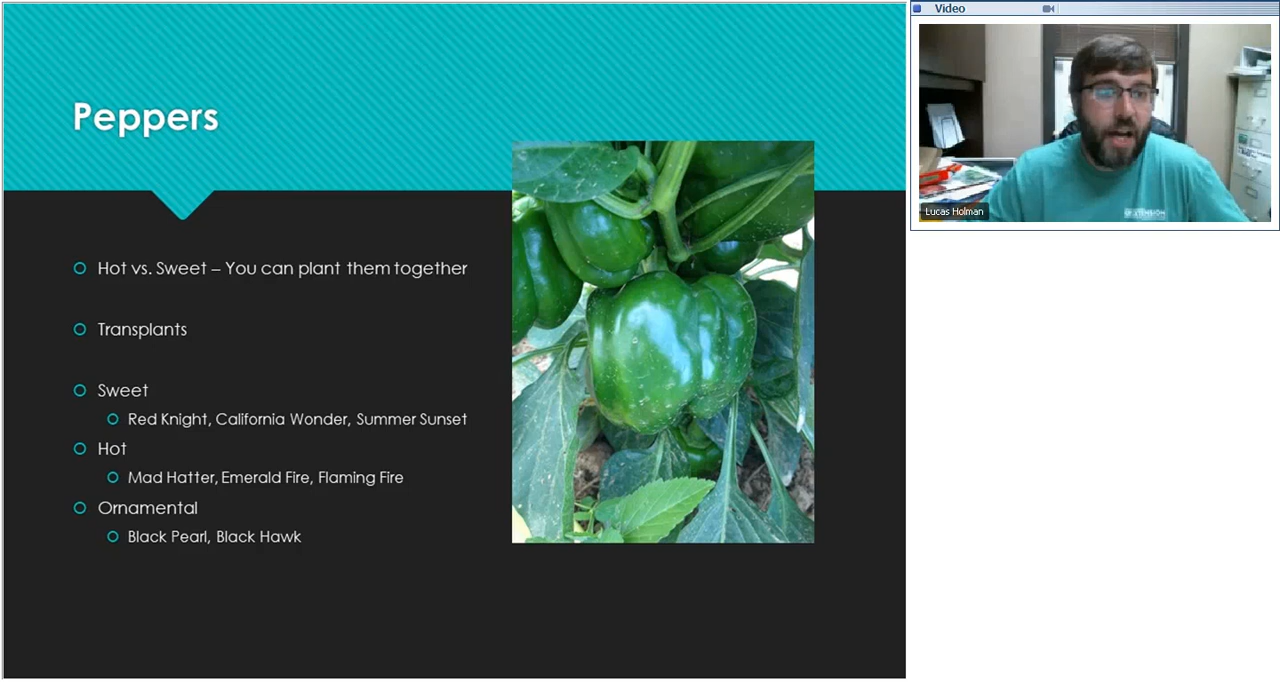 Video
Peppers
Lucas Holman
Hot vs. Sweet – You can plant them together
Transplants
Sweet
Red Knight, California Wonder, Summer Sunset
Hot
Mad Hatter, Emerald Fire, Flaming Fire
Ornamental
Black Pearl, Black Hawk